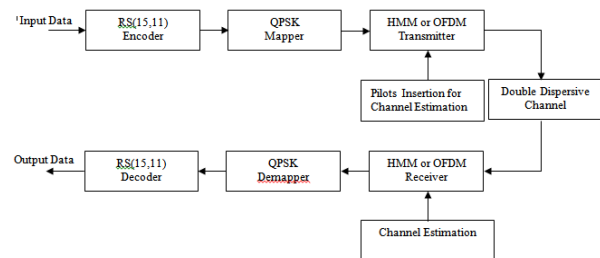 'Input Data
RS(15,11)
Encoder
QPSK
Mapper
HMM or OFDM
Transmitter
Pilots Insertion for
Channel Estimation
Double Dispersive
Channel
Output Data
RS(15,11)
Decoder
QPSK
Demapper
HMM or OFDM
Receiver
Channel Estimation